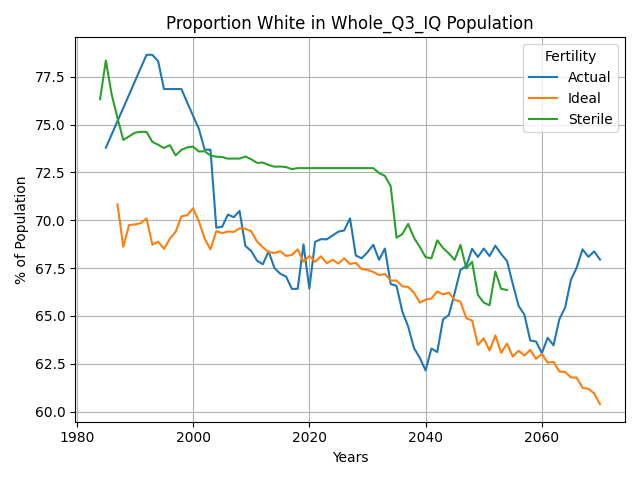 Proportion White in Whole_Q3_IQ Population
Fertility
Actual
Ideal
Sterile
% of Population
77.5
75.0
72.5
70.0
67.5
65.0
62.5
60.0
1980
2000
2020
2040
2060
Years